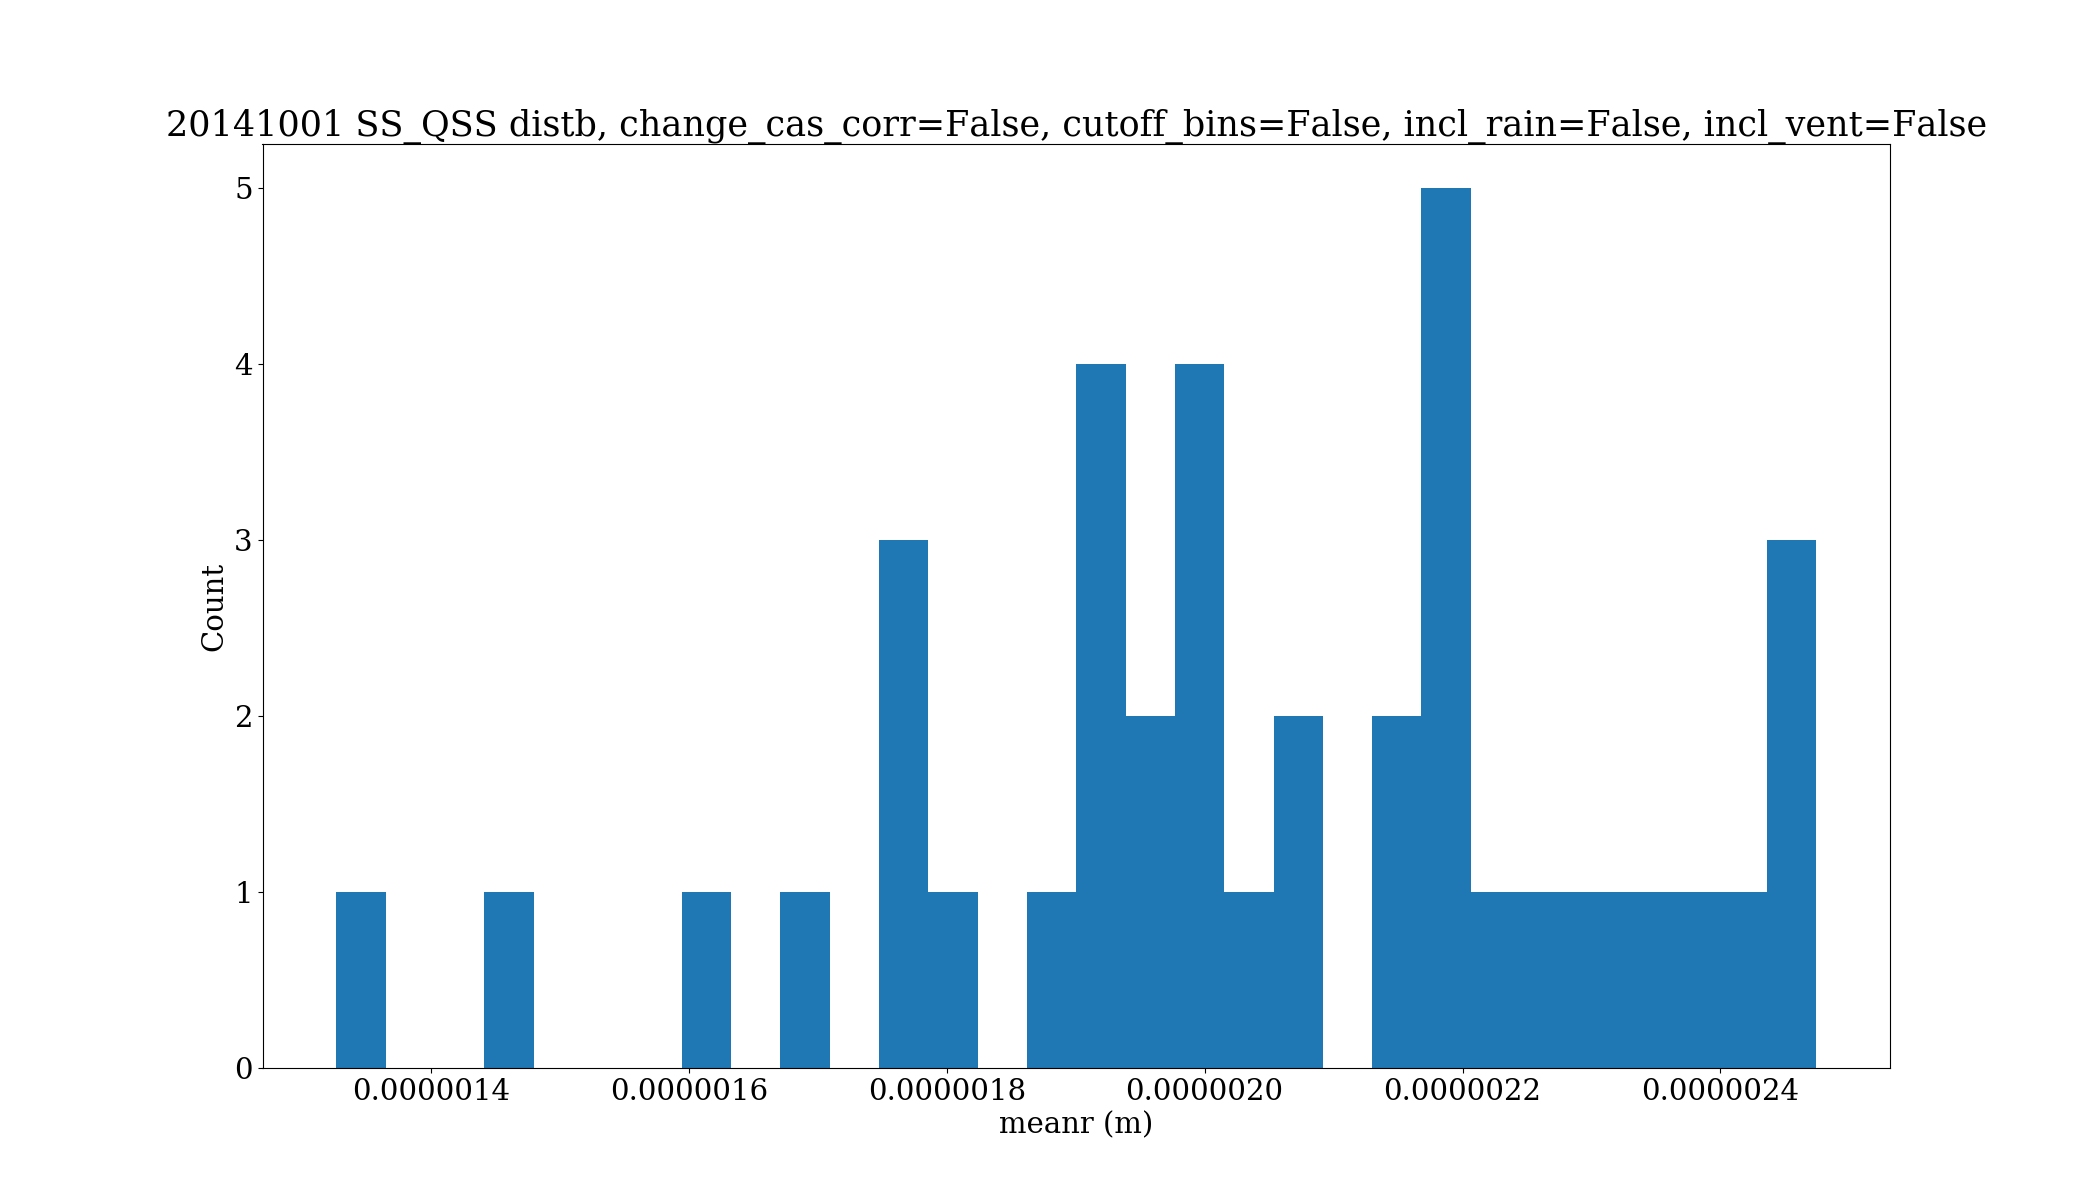 20141001 SS_QSS distb, change_cas_corr=False, cutoff_bins=False, incl_rain=False, incl_vent=False
5
4
3
2
1
0
Count
0.0000014 0.0000016 0.0000018 0.0000020 0.0000022 0.0000024
meanr (m)